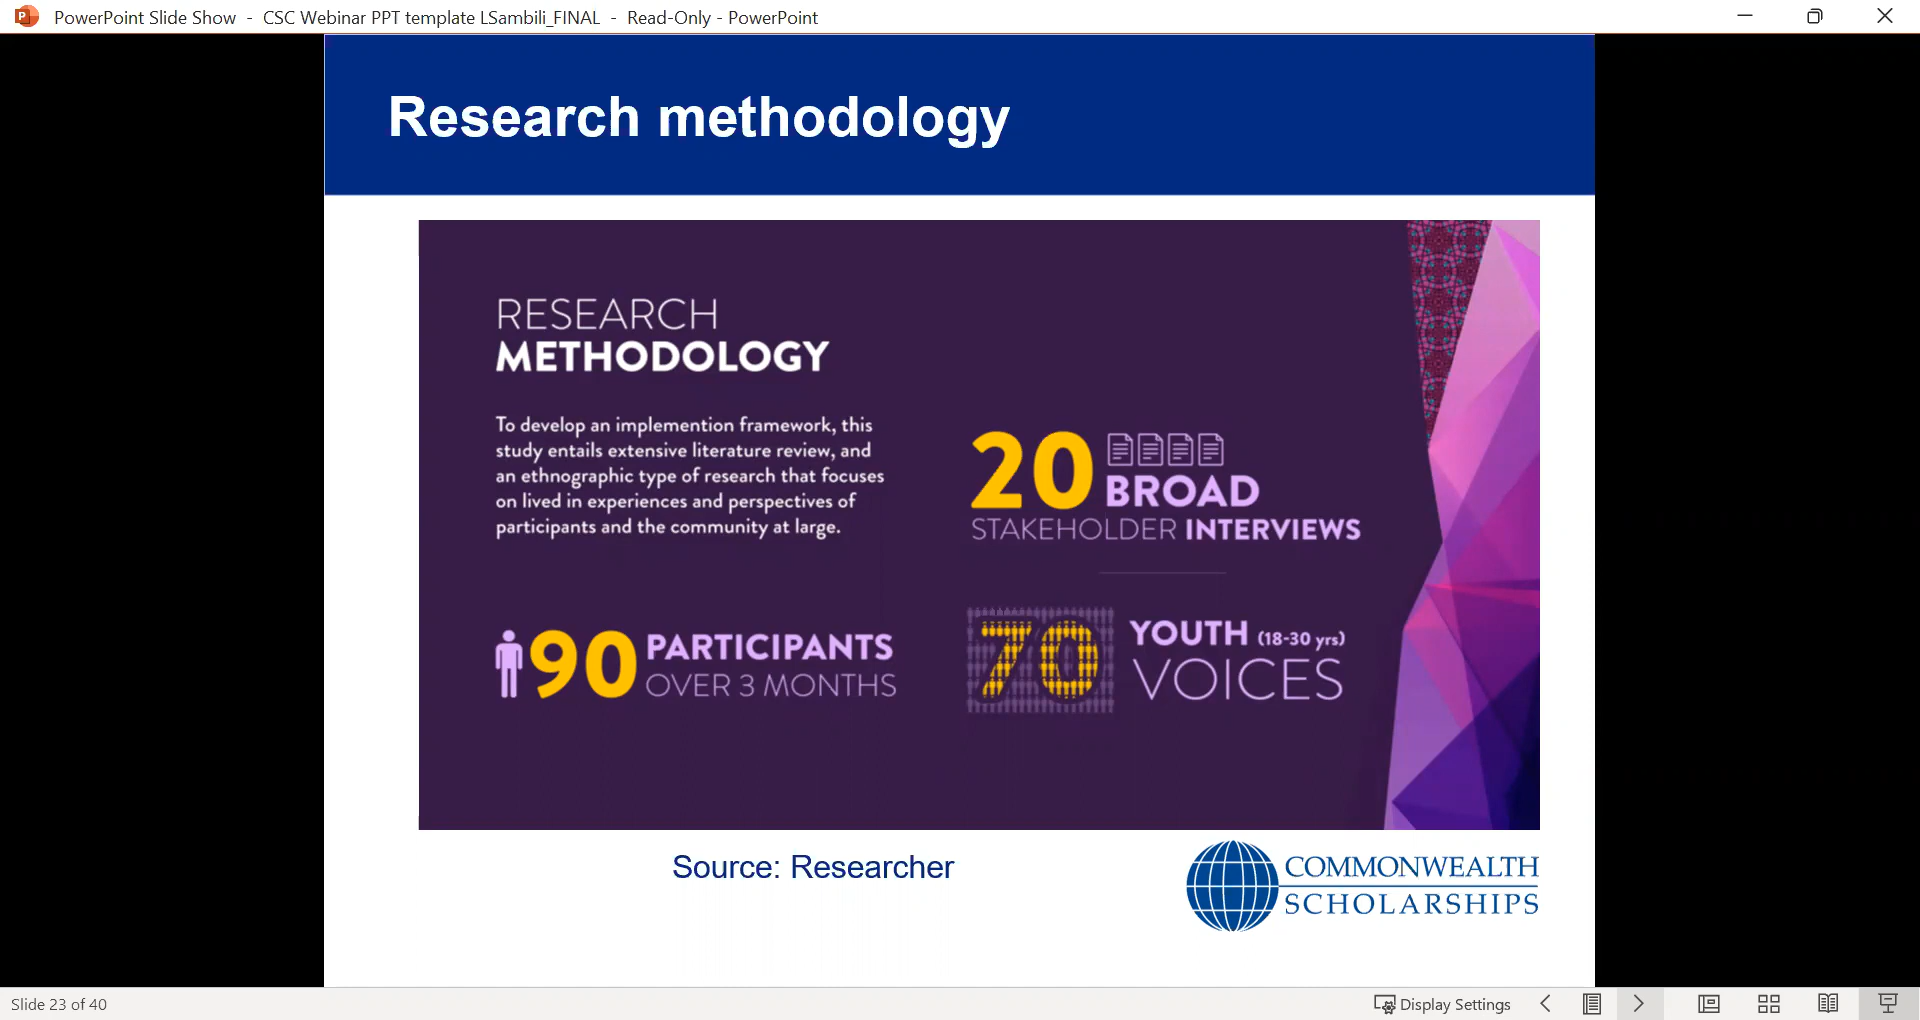 PowerPoint Slide Show - CSC Webinar PPT template LSambili_FINAL - Read-Only - PowerPoint
Research methodology
RESEARCH
METHODOLOGY
To develop an implemention framework, this
study entails extensive literature review, and
an ethnographic type of research that focuses
on lived in experiences and perspectives of
participants and the community at large.
20 BROAD
STAKEHOLDER INTERVIEWS
90 PARTICIPANTS
OVER 3 MONTHS
70 YOUTH (18-30 yrs)
VOICES
Source: Researcher
COMMONWEALTH
SCHOLARSHIPS
Slide 23 of 40
Display Settings